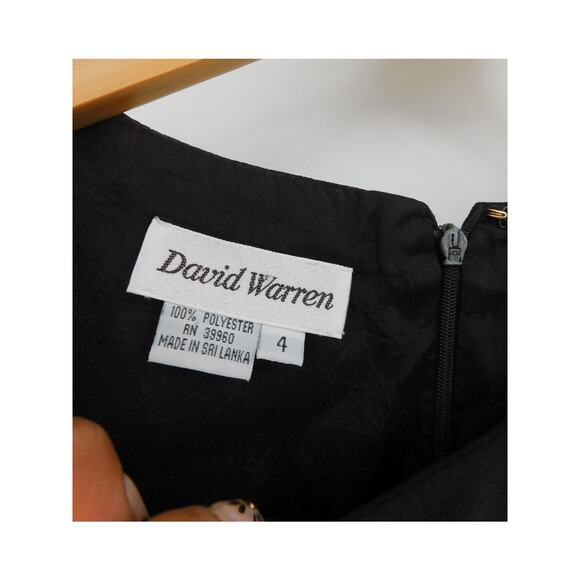 David Warren
100% POLYESTER
RN 39960
MADE IN SRI LANKA
4